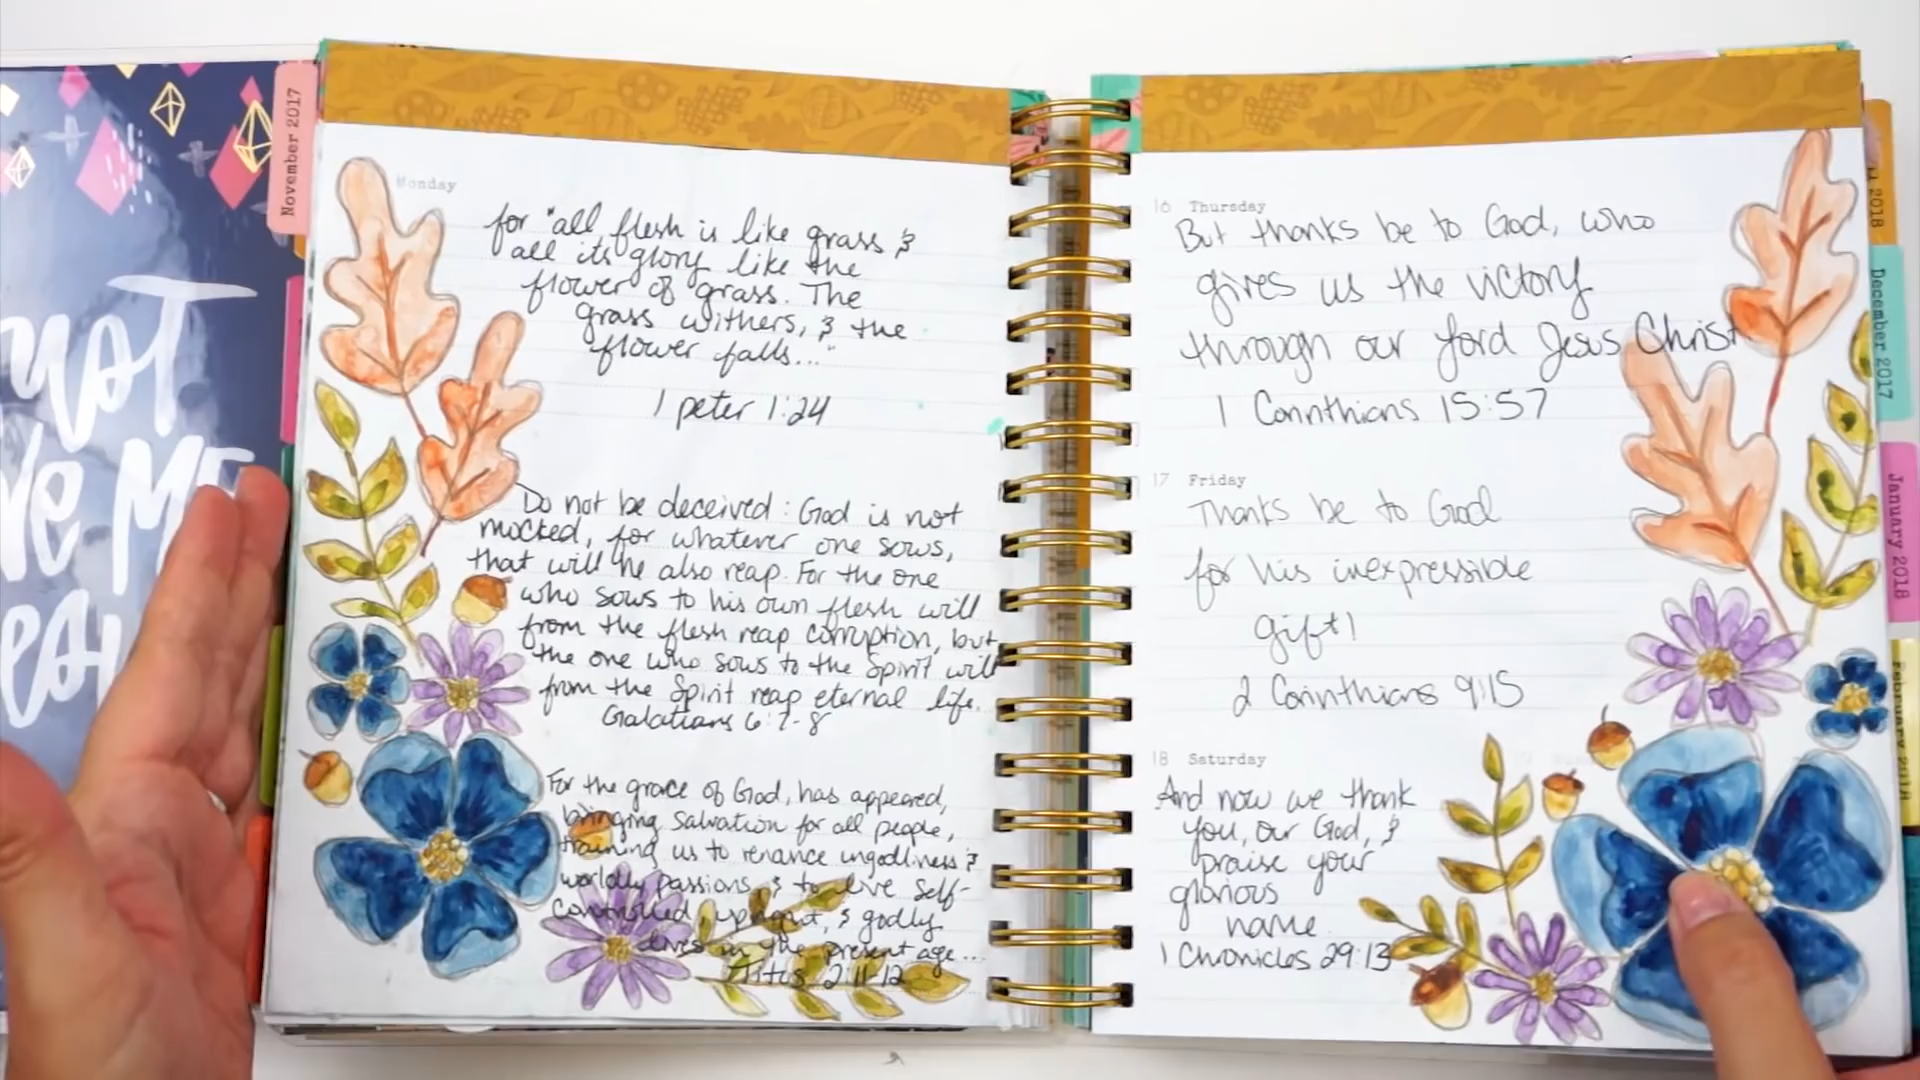 November 2017
Monday
for "all flesh is like grass &
all its glory like the
flower of grass. The
grass withers, & the
flower falls..."
1 peter 1:24
Do not be deceived: God is not
mocked, for whatever one sows,
that will he also reap. For the one
who sows to his own flesh will
from the flesh reap corruption, but
the one who sows to the Spirit will
from the Spirit reap eternal life.
Galatians 6:7-8
For the grace of God, has appeared,
bringing salvation for all people,
training us to renance ungodliness &
worldly passions, & to live self-
controlled, upright, & godly
lives in the present age...
Titus 2:11-12
16 Thursday
But thanks be to God, who
gives us the victory
through our ford Jesus Christ
1 Corinthians 15:57
17 Friday
Thanks be to God
for his inexpressible
gift!
2 Corinthians 9:15
18 Saturday
And now we thank
you, our God, &
praise your
glorious
name.
1 Chronicles 29:13
2018
December 2017
January 2018
February 2018